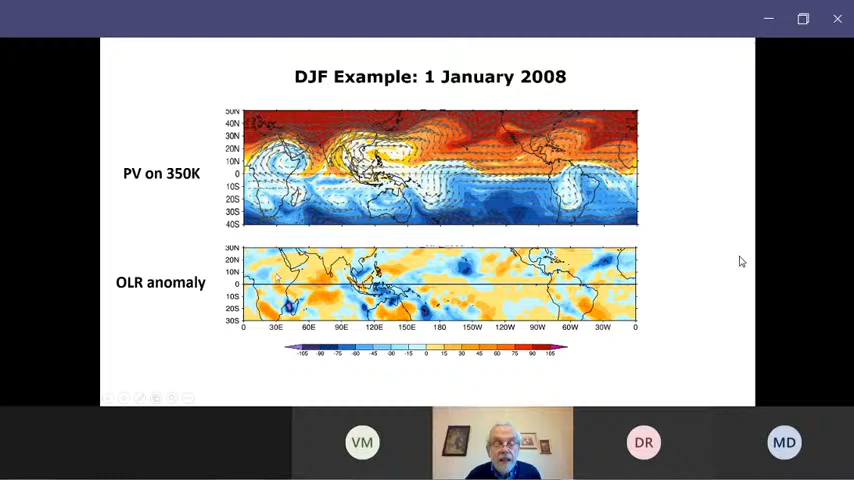 DJF Example: 1 January 2008
PV on 350K
50N
40N
30N
20N
10N
0
10S
20S
30S
40S
OLR anomaly
30N
20N
10N
0
10S
20S
30S
0 30E 60E 90E 120E 150E 180 150W 120W 90W 60W 30W 0
-105 -90 -75 -60 -45 -30 -15 0 15 30 45 60 75 90 105
VM DR MD